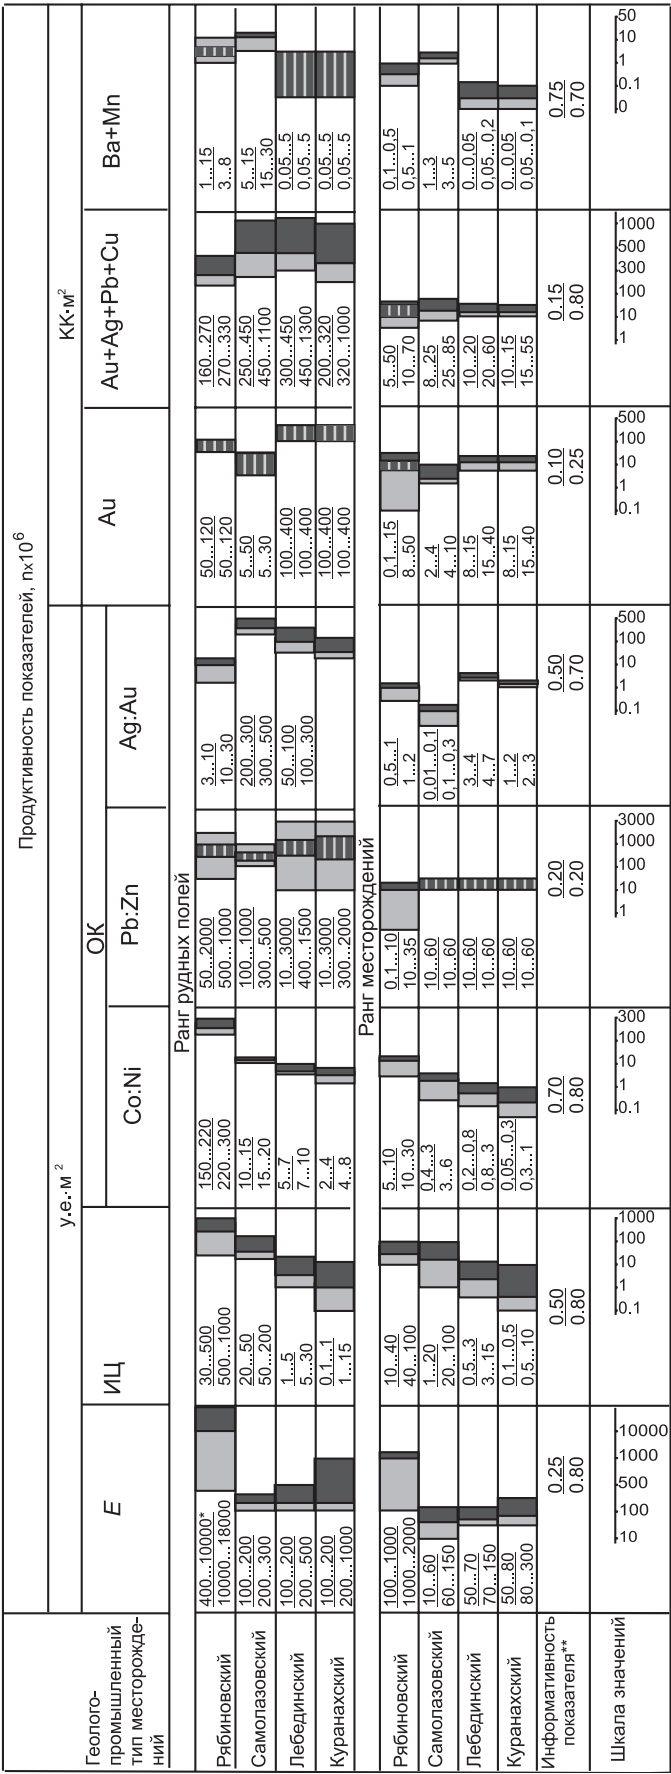 Геолого-
промышленный
тип месторожде-
ний
Продуктивность показателей, nx10⁶
у.е.·м²
КК·м²
ОК
E
ИЦ
Co:Ni
Pb:Zn
Ag:Au
Au
Au+Ag+Pb+Cu
Ba+Mn
Ранг рудных полей
Рябиновский
400...10000* 30...500 150...220 50...2000 3...10 50...120 160...270 1...15
10000...18000 500...1000 220...300 500...1000 10...30 50...120 270...330 3...8
Самолазовский
100...200 20...50 10...15 100...1000 200...300 5...50 250...450 5...15
200...300 50...200 15...20 300...500 300...500 5...30 450...1100 15...30
Лебединский
100...200 1...5 5...7 10...3000 50...100 100...400 300...450 0,05...5
200...500 5...30 7...10 400...1500 100...300 100...400 450...1300 0,05...5
Куранахский
100...200 0,1...1 2...4 10...3000 100...400 200...320 0,05...5
200...1000 1...15 4...8 300...2000 100...400 320...1000 0,05...5
Ранг месторождений
Рябиновский
100...1000 10...40 5...10 0,1...10 0,5...1 0,1...15 5...50 0,1...0,5
1000...2000 40...100 10...30 10...35 1...2 8...50 10...70 0,5...1
Самолазовский
10...60 1...20 0,4...3 10...60 0,01...0,1 2...4 8...25 1...3
60...150 20...100 3...6 10...60 0,1...0,3 4...10 25...85 3...5
Лебединский
50...70 0,5...3 0,2...0,8 10...60 3...4 8...15 10...20 0...0,05
70...150 3...15 0,8...3 10...60 4...7 15...40 20...60 0,05...0,2
Куранахский
50...80 0,1...0,5 0,05...0,3 10...60 1...2 8...15 10...15 0...0,05
80...300 0,5...10 0,3...1 10...60 2...3 15...40 15...55 0,05...0,1
Информативность
показателя**
0.25 0.50 0.70 0.20 0.50 0.10 0.15 0.75
0.80 0.80 0.80 0.20 0.70 0.25 0.80 0.70
Шкала значений
10 100 500 1000 10000
0.1 1 10 100 1000
0.1 1 10 100 300
1 10 100 1000 3000
0.1 1 10 100 500
0.1 1 10 100 500
1 10 100 300 500 1000
0 0.1 1 10 50